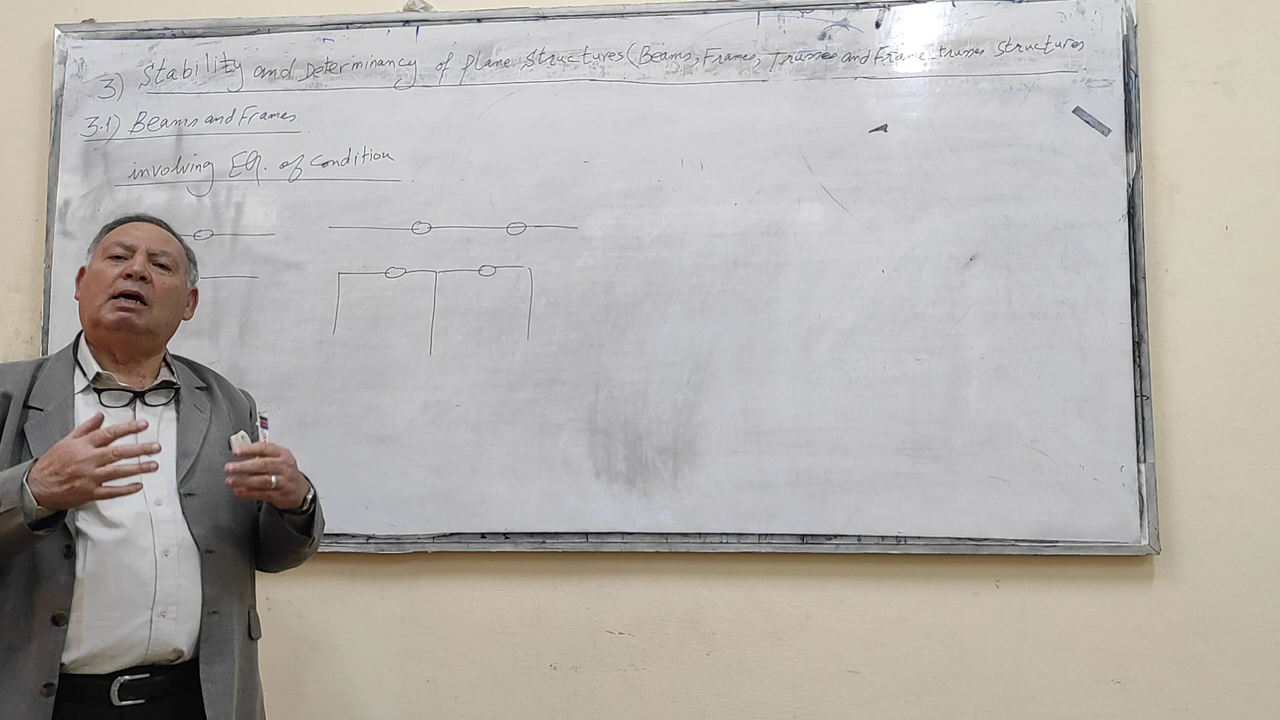 3) Stability and Determinancy of plane structures (Beams, Frames, Trusses and Frame-trusses structures
3.1) Beams and Frames.
involving EQ. of Condition